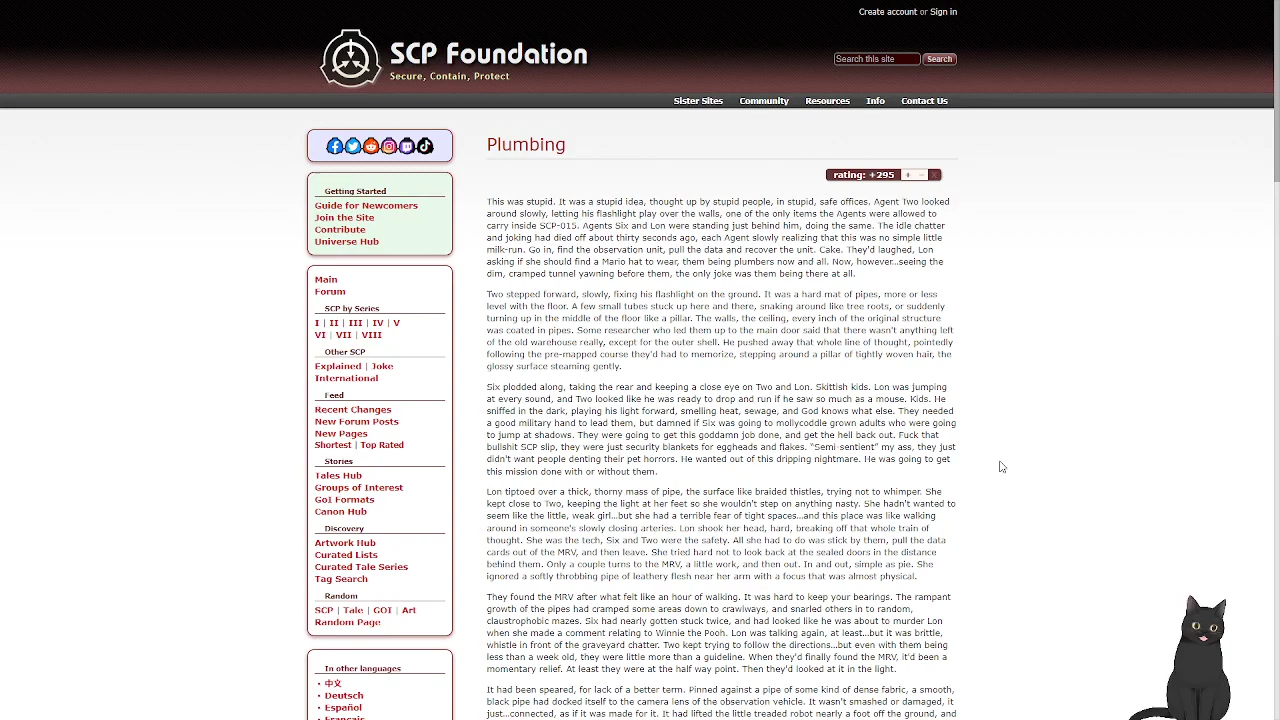 Create account or Sign in
SCP Foundation
Secure, Contain, Protect
Search this site
Search
Sister Sites
Community
Resources
Info
Contact Us
Getting Started
Guide for Newcomers
Join the Site
Contribute
Universe Hub
Main
Forum
SCP by Series
I | II | III | IV | V
VI | VII | VIII
Other SCP
Explained | Joke
International
Feed
Recent Changes
New Forum Posts
New Pages
Shortest | Top Rated
Stories
Tales Hub
Groups of Interest
GoI Formats
Canon Hub
Discovery
Artwork Hub
Curated Lists
Curated Tale Series
Tag Search
Random
SCP | Tale | GOI | Art
Random Page
In other languages
中文
Deutsch
Español
Français
Plumbing
rating: +295 + – x
This was stupid. It was a stupid idea, thought up by stupid people, in stupid, safe offices. Agent Two looked
around slowly, letting his flashlight play over the walls, one of the only items the Agents were allowed to
carry inside SCP-015. Agents Six and Lon were standing just behind him, doing the same. The idle chatter
and joking had died off about thirty seconds ago, each Agent slowly realizing that this was no simple little
milk-run. Go in, find the observation unit, pull the data and recover the unit. Cake. They'd laughed, Lon
asking if she should find a Mario hat to wear, them being plumbers now and all. Now, however...seeing the
dim, cramped tunnel yawning before them, the only joke was them being there at all.
Two stepped forward, slowly, fixing his flashlight on the ground. It was a hard mat of pipes, more or less
level with the floor. A few small tubes stuck up here and there, snaking around like tree roots, or suddenly
turning up in the middle of the floor like a pillar. The walls, the ceiling, every inch of the original structure
was coated in pipes. Some researcher who led them up to the main door said that there wasn't anything left
of the old warehouse really, except for the outer shell. He pushed away that whole line of thought, pointedly
following the pre-mapped course they'd had to memorize, stepping around a pillar of tightly woven hair, the
glossy surface steaming gently.
Six plodded along, taking the rear and keeping a close eye on Two and Lon. Skittish kids. Lon was jumping
at every sound, and Two looked like he was ready to drop and run if he saw so much as a mouse. Kids. He
sniffed in the dark, playing his light forward, smelling heat, sewage, and God knows what else. They needed
a good military hand to lead them, but damned if Six was going to mollycoddle grown adults who were going
to jump at shadows. They were going to get this goddamn job done, and get the hell back out. Fuck that
bullshit SCP slip, they were just security blankets for eggheads and flakes. "Semi-sentient" my ass, they just
didn't want people denting their pet horrors. He wanted out of this dripping nightmare. He was going to get
this mission done with or without them.
Lon tiptoed over a thick, thorny mass of pipe, the surface like braided thistles, trying not to whimper. She
kept close to Two, keeping the light at her feet so she wouldn't step on anything nasty. She hadn't wanted to
seem like the little, weak girl...but she had a terrible fear of tight spaces...and this place was like walking
around in someone's slowly closing arteries. Lon shook her head, hard, breaking off that whole train of
thought. She was the tech, Six and Two were the safety. All she had to do was stick by them, pull the data
cards out of the MRV, and then leave. She tried hard not to look back at the sealed doors in the distance
behind them. Only a couple turns to the MRV, a little work, and then out. In and out, simple as pie. She
ignored a softly throbbing pipe of leathery flesh near her arm with a focus that was almost physical.
They found the MRV after what felt like an hour of walking. It was hard to keep your bearings. The rampant
growth of the pipes had cramped some areas down to crawlways, and snarled others in to random,
claustrophobic mazes. Six had nearly gotten stuck twice, and had looked like he was about to murder Lon
when she made a comment relating to Winnie the Pooh. Lon was talking again, at least...but it was brittle,
whistle in front of the graveyard chatter. Two kept trying to follow the directions...but even with them being
less than a week old, they were little more than a guideline. When they'd finally found the MRV, it'd been a
momentary relief. At least they were at the half way point. Then they'd looked at it in the light.
It had been speared, for lack of a better term. Pinned against a pipe of some kind of dense fabric, a smooth,
black pipe had docked itself to the camera lens of the observation vehicle. It wasn't smashed or damaged, it
just...connected, as if it was made for it. It had lifted the little treaded robot nearly a foot off the ground, and